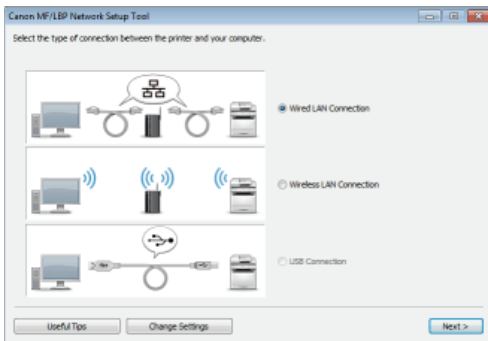 Canon MF/LBP Network Setup Tool
Select the type of connection between the printer and your computer.
Wired LAN Connection
Wireless LAN Connection
USB Connection
Useful Tips
Change Settings
Next >